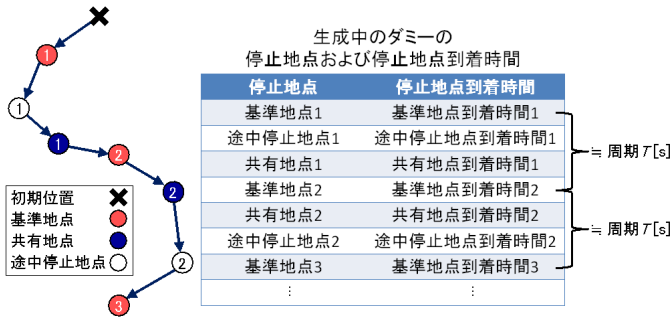 生成中のダミーの
停止地点および停止地点到着時間
停止地点 停止地点到着時間
基準地点1 基準地点到着時間1
途中停止地点1 途中停止地点到着時間1
共有地点1 共有地点到着時間1
基準地点2 基準地点到着時間2
共有地点2 共有地点到着時間2
途中停止地点2 途中停止地点到着時間2
基準地点3 基準地点到着時間3
⋮ ⋮
≒ 周期T[s]
≒ 周期T[s]
1
1
1
2
2
2
3
初期位置
基準地点
共有地点
途中停止地点